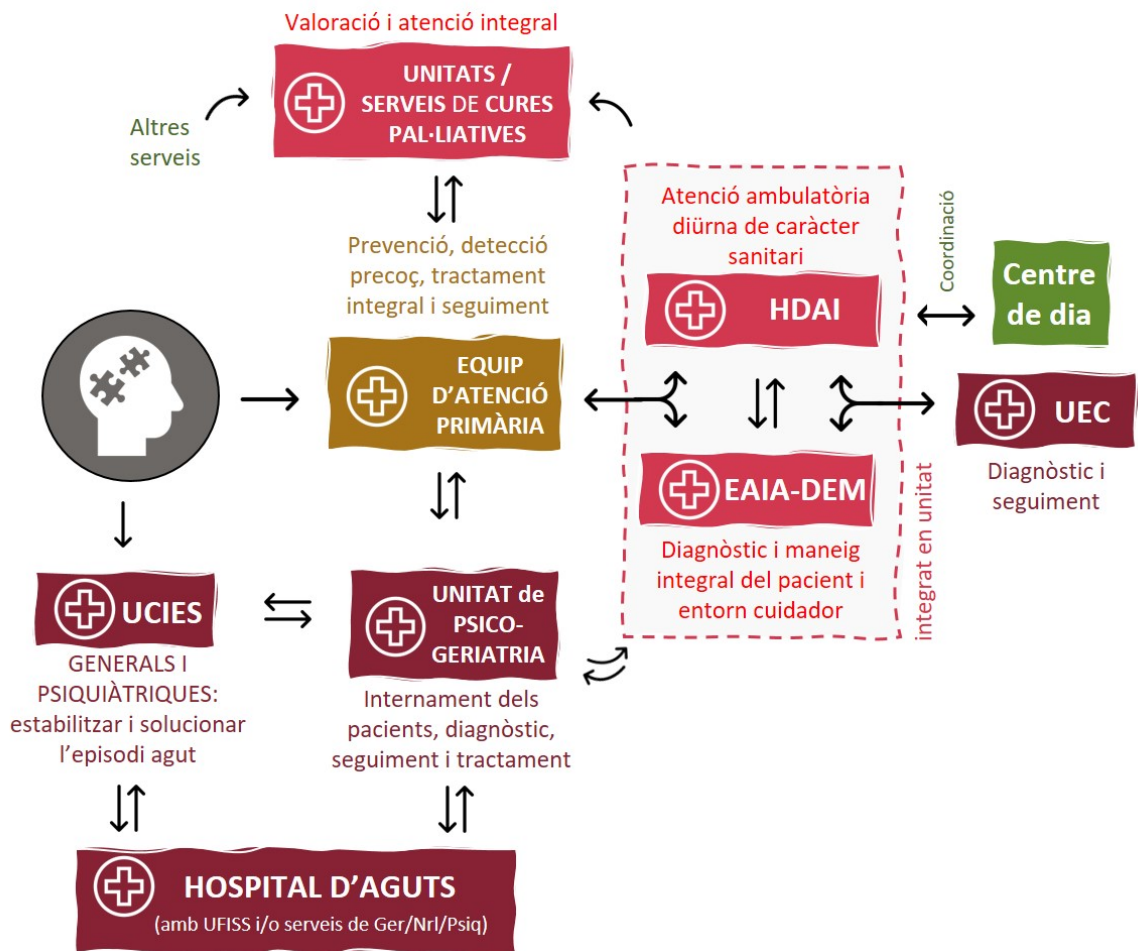 Valoració i atenció integral
UNITATS /
SERVEIS DE CURES
PAL·LIATIVES
Altres
serveis
Prevenció, detecció
precoç, tractament
integral i seguiment
EQUIP
D'ATENCIÓ
PRIMÀRIA
Atenció ambulatòria
diürna de caràcter
sanitari
HDAI
Coordinació
Centre
de dia
UEC
Diagnòstic i
seguiment
EAIA-DEM
Diagnòstic i maneig
integral del pacient i
entorn cuidador
integrat en unitat
UCIES
GENERALS I
PSIQUIÀTRIQUES:
estabilitzar i solucionar
l'episodi agut
UNITAT de
PSICO-
GERIATRIA
Internament dels
pacients, diagnòstic,
seguiment i tractament
HOSPITAL D'AGUTS
(amb UFISS i/o serveis de Ger/Nrl/Psiq)